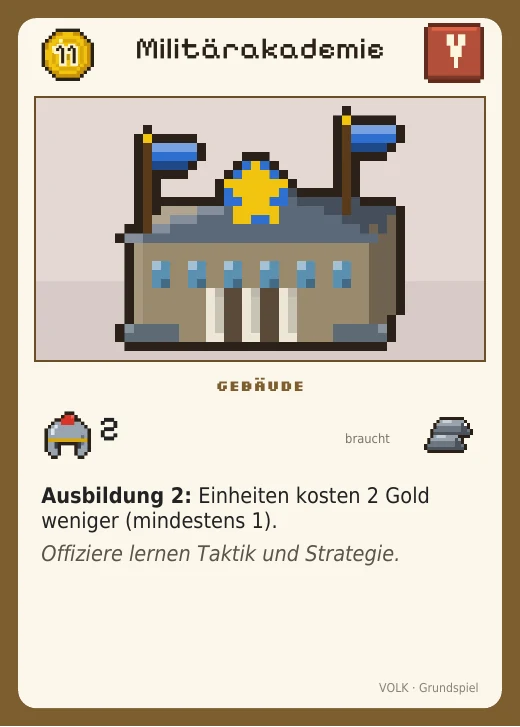 11
Militärakademie
GEBÄUDE
2
braucht
Ausbildung 2: Einheiten kosten 2 Gold
weniger (mindestens 1).
Offiziere lernen Taktik und Strategie.
VOLK · Grundspiel